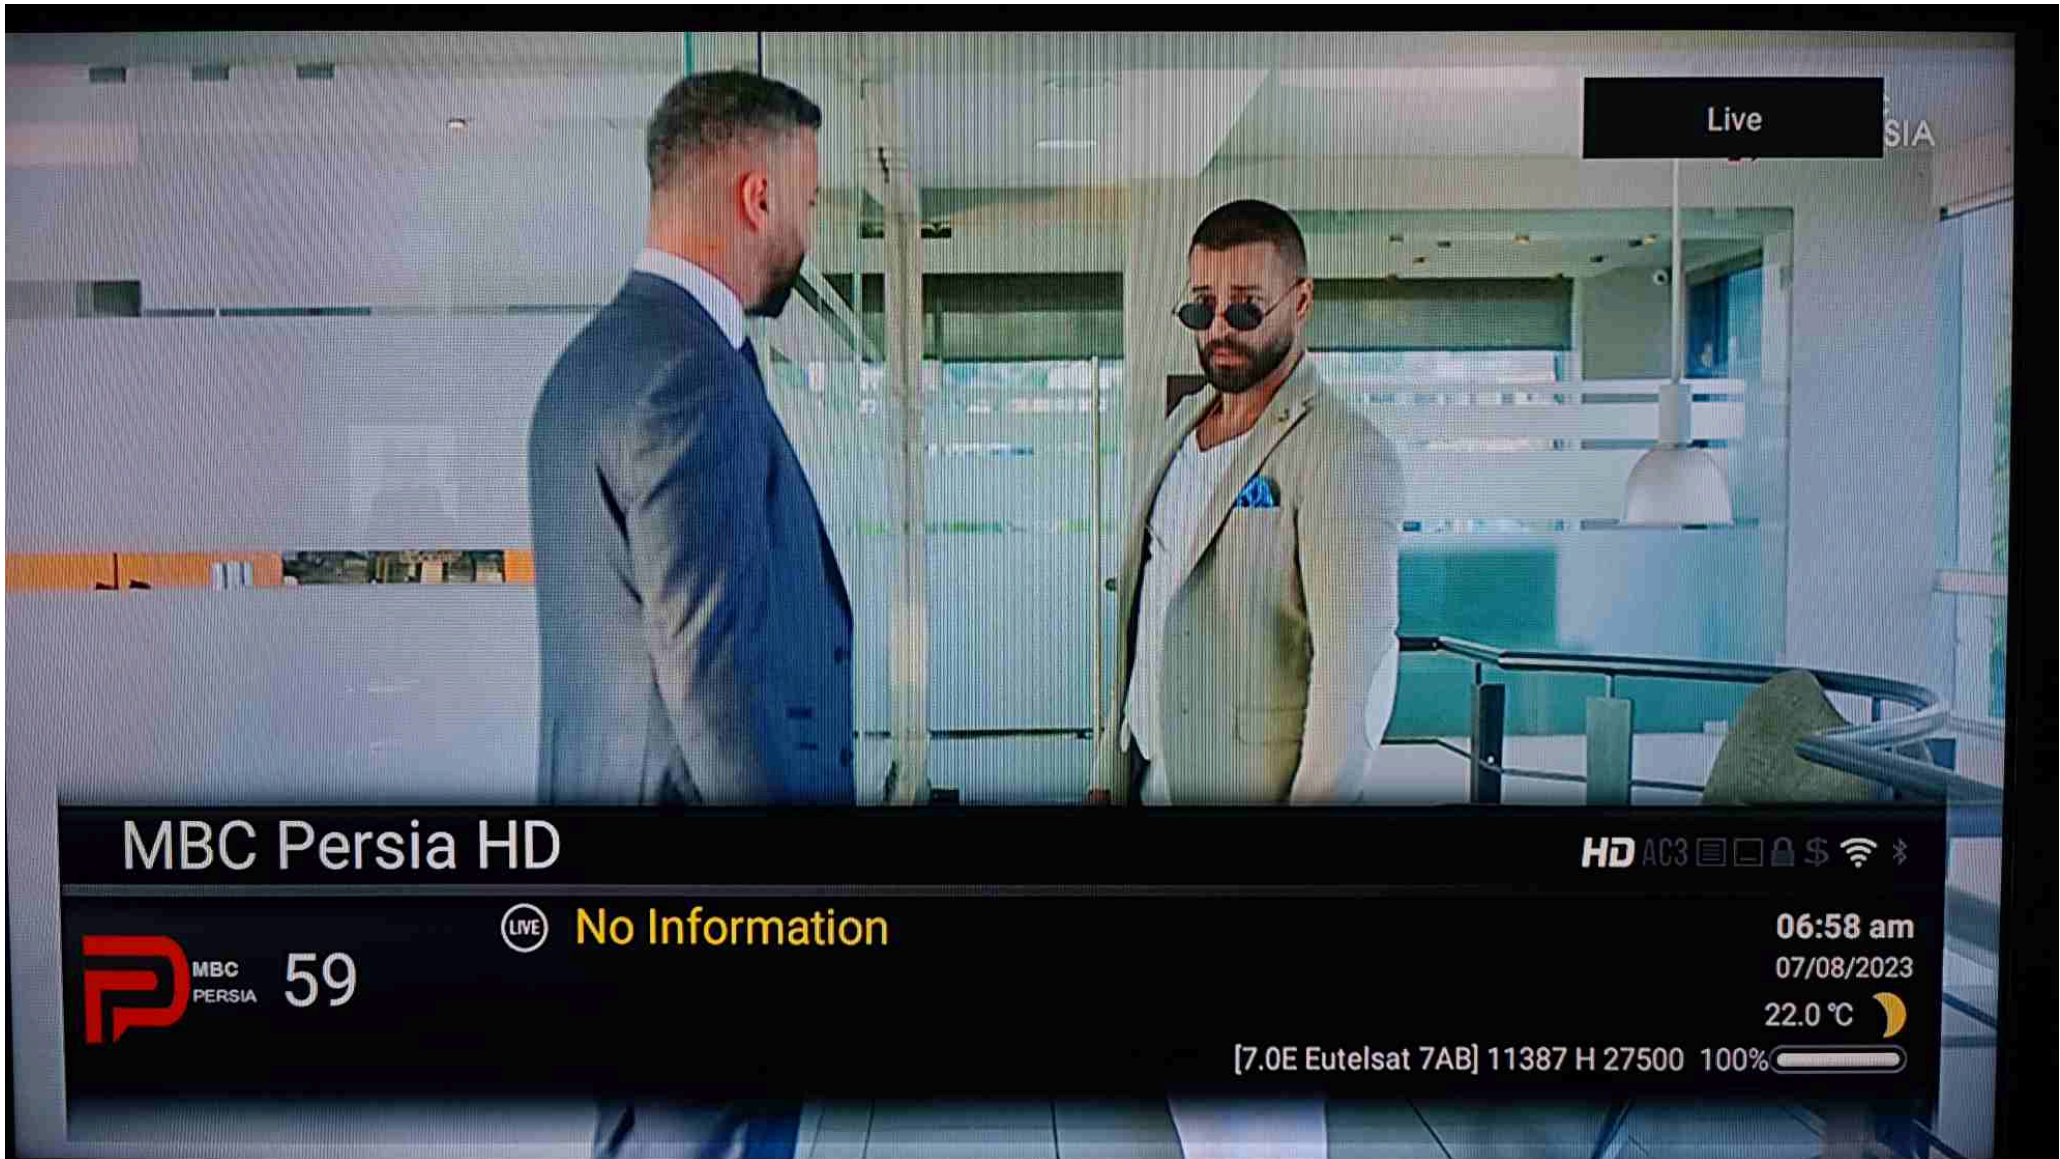 Live
SIA
MBC Persia HD
HD AC3 $
LIVE No Information
06:58 am
MBC
PERSIA
59
07/08/2023
22.0 °C
[7.0E Eutelsat 7AB] 11387 H 27500 100%